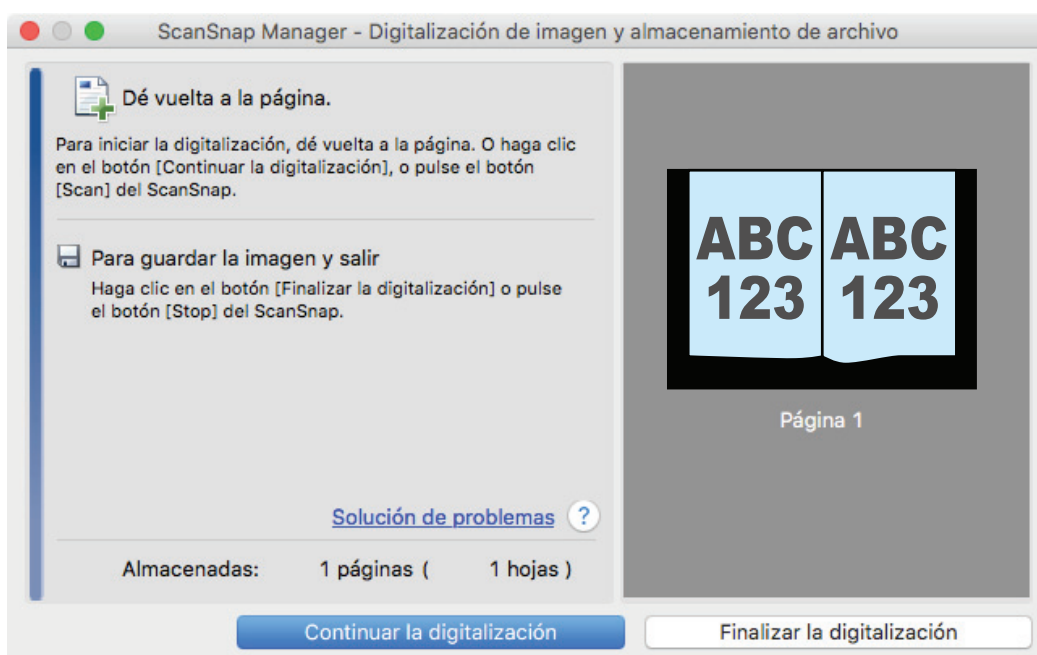 ScanSnap Manager - Digitalización de imagen y almacenamiento de archivo
Dé vuelta a la página.
Para iniciar la digitalización, dé vuelta a la página. O haga clic
en el botón [Continuar la digitalización], o pulse el botón
[Scan] del ScanSnap.
Para guardar la imagen y salir
Haga clic en el botón [Finalizar la digitalización] o pulse
el botón [Stop] del ScanSnap.
Solución de problemas ?
Almacenadas: 1 páginas ( 1 hojas )
ABC ABC
123 123
Página 1
Continuar la digitalización
Finalizar la digitalización